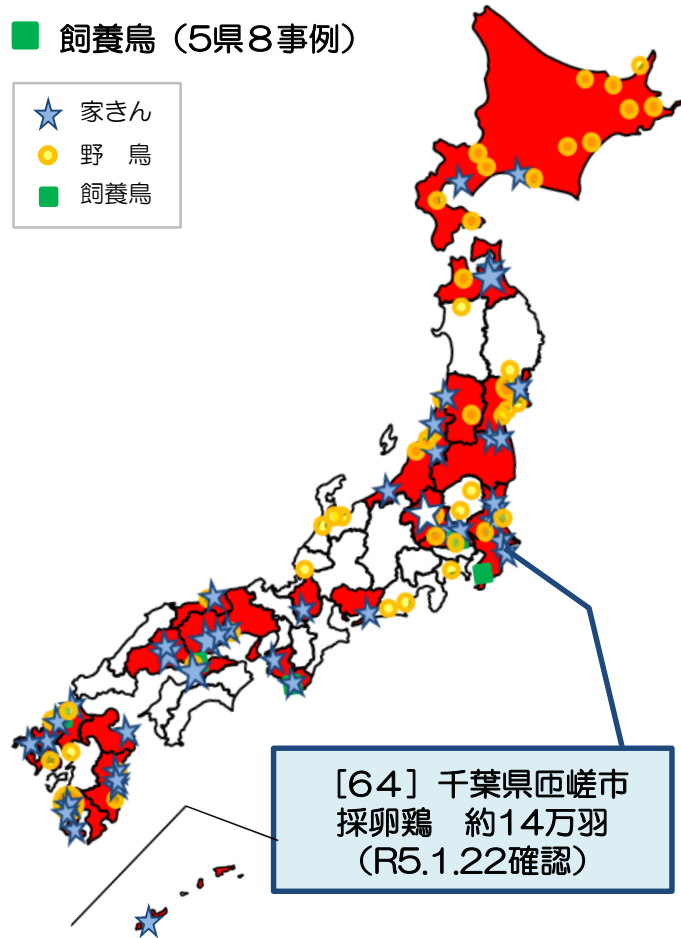 飼養鳥（５県８事例）
家きん
野　鳥
飼養鳥
［６４］千葉県匝瑳市
採卵鶏　約１４万羽
（R5.1.22確認）